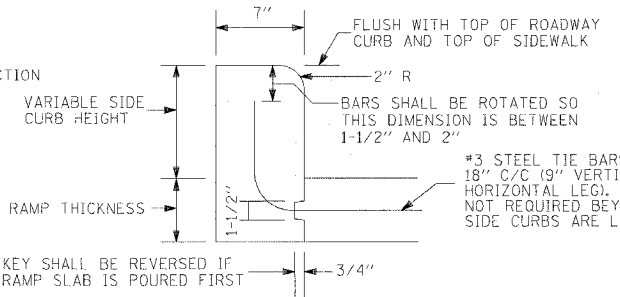 7"
FLUSH WITH TOP OF ROADWAY
CURB AND TOP OF SIDEWALK
CTION
2" R
VARIABLE SIDE
CURB HEIGHT
BARS SHALL BE ROTATED SO
THIS DIMENSION IS BETWEEN
1-1/2" AND 2"
#3 STEEL TIE BARS
18" C/C (9" VERTI
HORIZONTAL LEG).
NOT REQUIRED BEY
SIDE CURBS ARE L
RAMP THICKNESS
1-1/2"
KEY SHALL BE REVERSED IF
RAMP SLAB IS POURED FIRST
3/4"